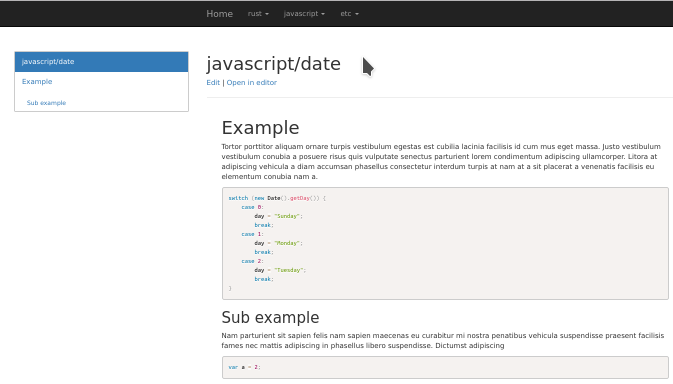 Home rust javascript etc
javascript/date
Example
Sub example
javascript/date
Edit | Open in editor
Example
Tortor porttitor aliquam ornare turpis vestibulum egestas est cubilia lacinia facilisis id cum mus eget massa. Justo vestibulum
vestibulum conubia a posuere risus quis vulputate senectus parturient lorem condimentum adipiscing ullamcorper. Litora at
adipiscing vehicula a diam accumsan phasellus consectetur interdum turpis at nam at a sit placerat a venenatis facilisis eu
elementum conubia nam a.
switch (new Date().getDay()) {
case 0:
day = "Sunday";
break;
case 1:
day = "Monday";
break;
case 2:
day = "Tuesday";
break;
}
Sub example
Nam parturient sit sapien felis nam sapien maecenas eu curabitur mi nostra penatibus vehicula suspendisse praesent facilisis
fames nec mattis adipiscing in phasellus libero suspendisse. Dictumst adipiscing
var a = 2;